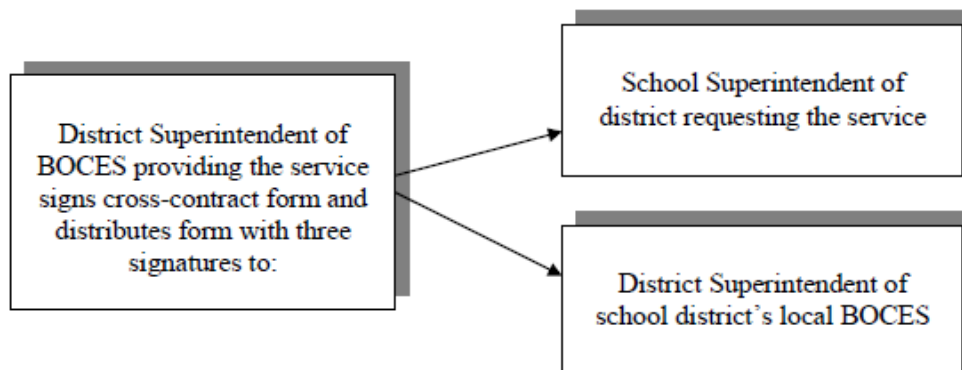 District Superintendent of
BOCES providing the service
signs cross-contract form and
distributes form with three
signatures to:
School Superintendent of
district requesting the service
District Superintendent of
school district’s local BOCES